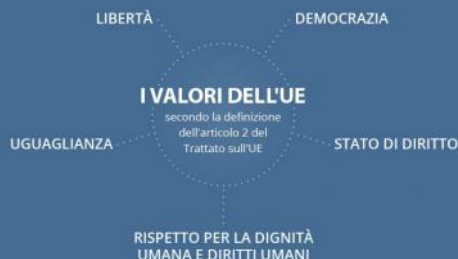 LIBERTÀ
DEMOCRAZIA
I VALORI DELL'UE
secondo la definizione
dell'articolo 2 del
Trattato sull'UE
UGUAGLIANZA
STATO DI DIRITTO
RISPETTO PER LA DIGNITÀ
UMANA E DIRITTI UMANI